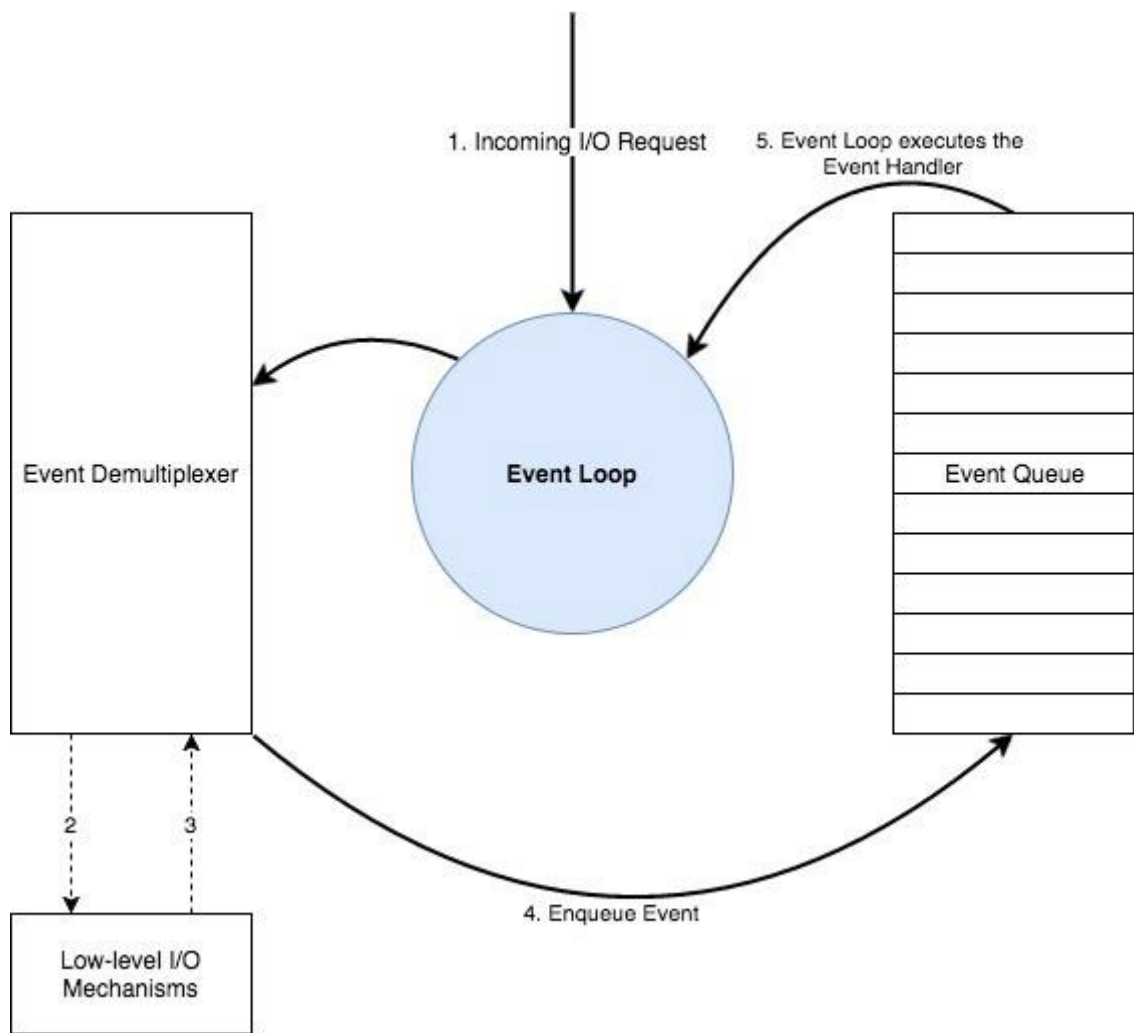 1. Incoming I/O Request
5. Event Loop executes the
Event Handler
Event Demultiplexer
Event Loop
Event Queue
2
3
4. Enqueue Event
Low-level I/O
Mechanisms